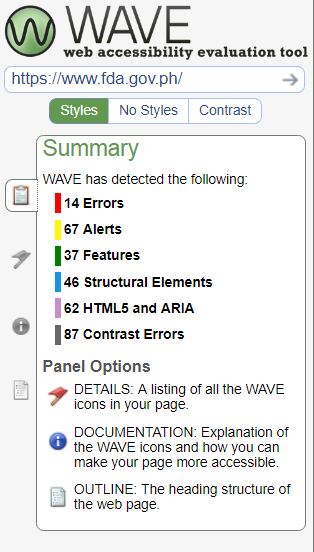 WAVE
web accessibility evaluation tool
https://www.fda.gov.ph/
Styles No Styles Contrast
Summary
WAVE has detected the following:
14 Errors
67 Alerts
37 Features
46 Structural Elements
62 HTML5 and ARIA
87 Contrast Errors
Panel Options
DETAILS: A listing of all the WAVE
icons in your page.
DOCUMENTATION: Explanation of
the WAVE icons and how you can
make your page more accessible.
OUTLINE: The heading structure of
the web page.